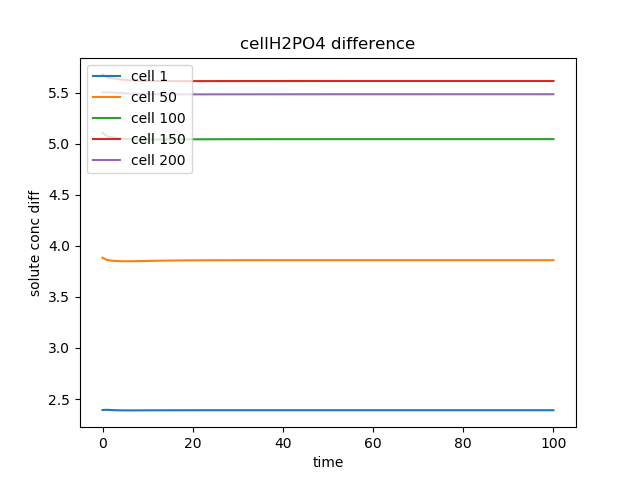 cellH2PO4 difference
solute conc diff
5.5
5.0
4.5
4.0
3.5
3.0
2.5
cell 1
cell 50
cell 100
cell 150
cell 200
0
20
40
60
80
100
time